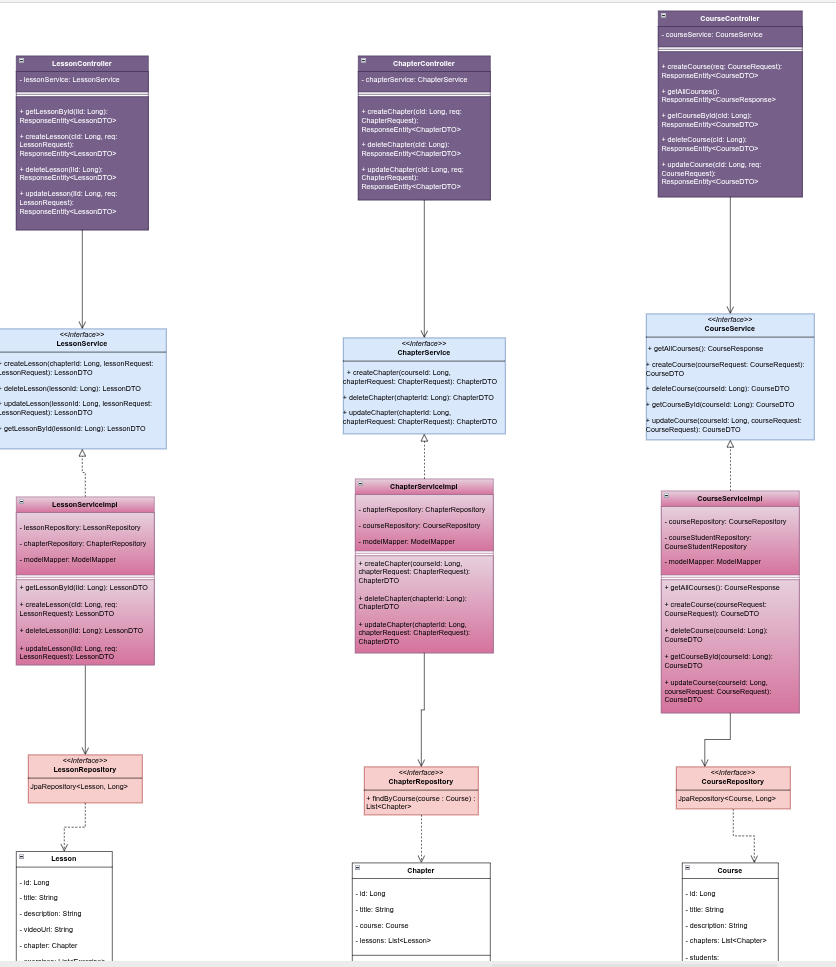 LessonController
- lessonService: LessonService
+ getLessonById(lId: Long):
ResponseEntity<LessonDTO>
+ createLesson(cId: Long, req:
LessonRequest):
ResponseEntity<LessonDTO>
+ deleteLesson(lId: Long):
ResponseEntity<LessonDTO>
+ updateLesson(lId: Long, req:
LessonRequest):
ResponseEntity<LessonDTO>
<<Interface>>
LessonService
+ createLesson(chapterId: Long, lessonRequest:
LessonRequest): LessonDTO
+ deleteLesson(lessonId: Long): LessonDTO
+ updateLesson(lessonId: Long, lessonRequest:
LessonRequest): LessonDTO
+ getLessonById(lessonId: Long): LessonDTO
LessonServiceImpl
- lessonRepository: LessonRepository
- chapterRepository: ChapterRepository
- modelMapper: ModelMapper
+ getLessonById(lId: Long): LessonDTO
+ createLesson(cId: Long, req:
LessonRequest): LessonDTO
+ deleteLesson(lId: Long): LessonDTO
+ updateLesson(lId: Long, req:
LessonRequest): LessonDTO
<<Interface>>
LessonRepository
JpaRepository<Lesson, Long>
Lesson
- id: Long
- title: String
- description: String
- videoUrl: String
- chapter: Chapter
ChapterController
- chapterService: ChapterService
+ createChapter(cId: Long, req:
ChapterRequest):
ResponseEntity<ChapterDTO>
+ deleteChapter(cId: Long):
ResponseEntity<ChapterDTO>
+ updateChapter(cId: Long, req:
ChapterRequest):
ResponseEntity<ChapterDTO>
<<Interface>>
ChapterService
+ createChapter(courseId: Long,
chapterRequest: ChapterRequest): ChapterDTO
+ deleteChapter(chapterId: Long): ChapterDTO
+ updateChapter(chapterId: Long,
chapterRequest: ChapterRequest): ChapterDTO
ChapterServiceImpl
- chapterRepository: ChapterRepository
- courseRepository: CourseRepository
- modelMapper: ModelMapper
+ createChapter(courseId: Long,
chapterRequest: ChapterRequest):
ChapterDTO
+ deleteChapter(chapterId: Long):
ChapterDTO
+ updateChapter(chapterId: Long,
chapterRequest: ChapterRequest):
ChapterDTO
<<Interface>>
ChapterRepository
+ findByCourse(course : Course) :
List<Chapter>
Chapter
- id: Long
- title: String
- course: Course
- lessons: List<Lesson>
CourseController
- courseService: CourseService
+ createCourse(req: CourseRequest):
ResponseEntity<CourseDTO>
+ getAllCourses():
ResponseEntity<CourseResponse>
+ getCourseById(cId: Long):
ResponseEntity<CourseDTO>
+ deleteCourse(cId: Long):
ResponseEntity<CourseDTO>
+ updateCourse(cId: Long, req:
CourseRequest):
ResponseEntity<CourseDTO>
<<Interface>>
CourseService
+ getAllCourses(): CourseResponse
+ createCourse(courseRequest: CourseRequest):
CourseDTO
+ deleteCourse(courseId: Long): CourseDTO
+ getCourseById(courseId: Long): CourseDTO
+ updateCourse(courseId: Long, courseRequest:
CourseRequest): CourseDTO
CourseServiceImpl
- courseRepository: CourseRepository
- courseStudentRepository:
CourseStudentRepository
- modelMapper: ModelMapper
+ getAllCourses(): CourseResponse
+ createCourse(courseRequest:
CourseRequest): CourseDTO
+ deleteCourse(courseId: Long):
CourseDTO
+ getCourseById(courseId: Long):
CourseDTO
+ updateCourse(courseId: Long,
courseRequest: CourseRequest):
CourseDTO
<<Interface>>
CourseRepository
JpaRepository<Course, Long>
Course
- id: Long
- title: String
- description: String
- chapters: List<Chapter>
- students: